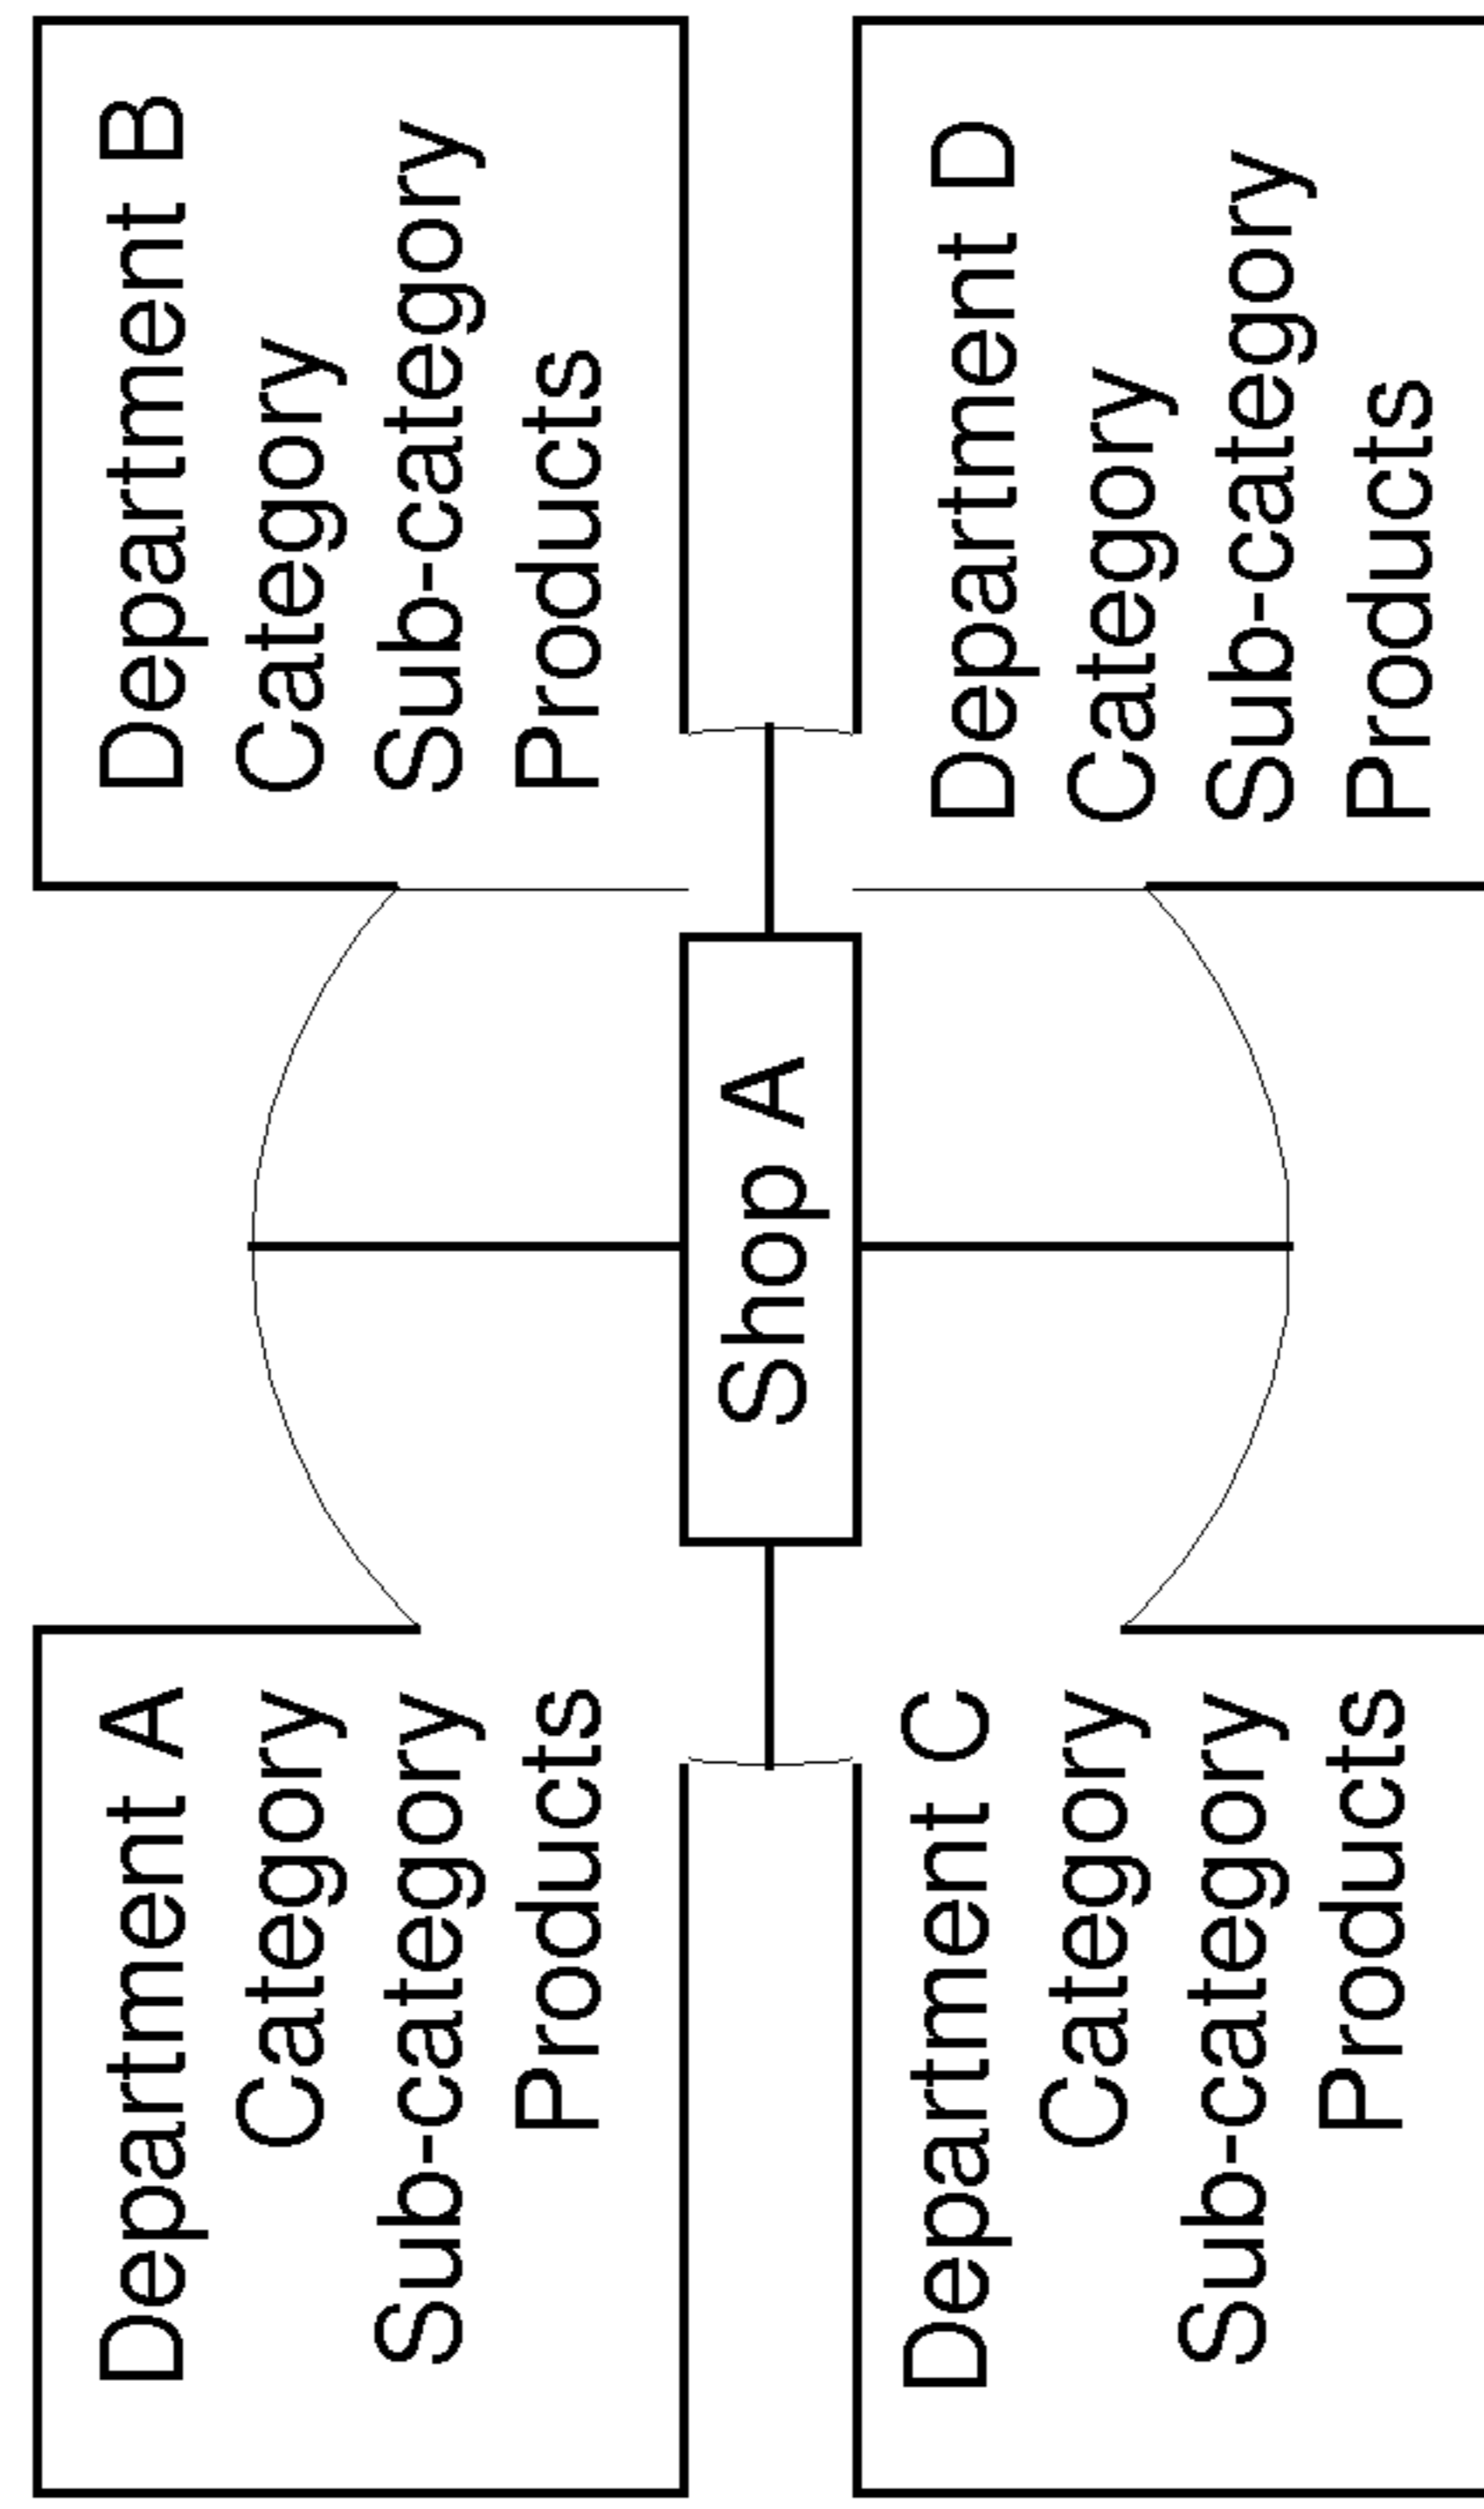 Department A
Category
Sub-category
Products
Department B
Category
Sub-category
Products
Shop A
Department C
Category
Sub-category
Products
Department D
Category
Sub-category
Products